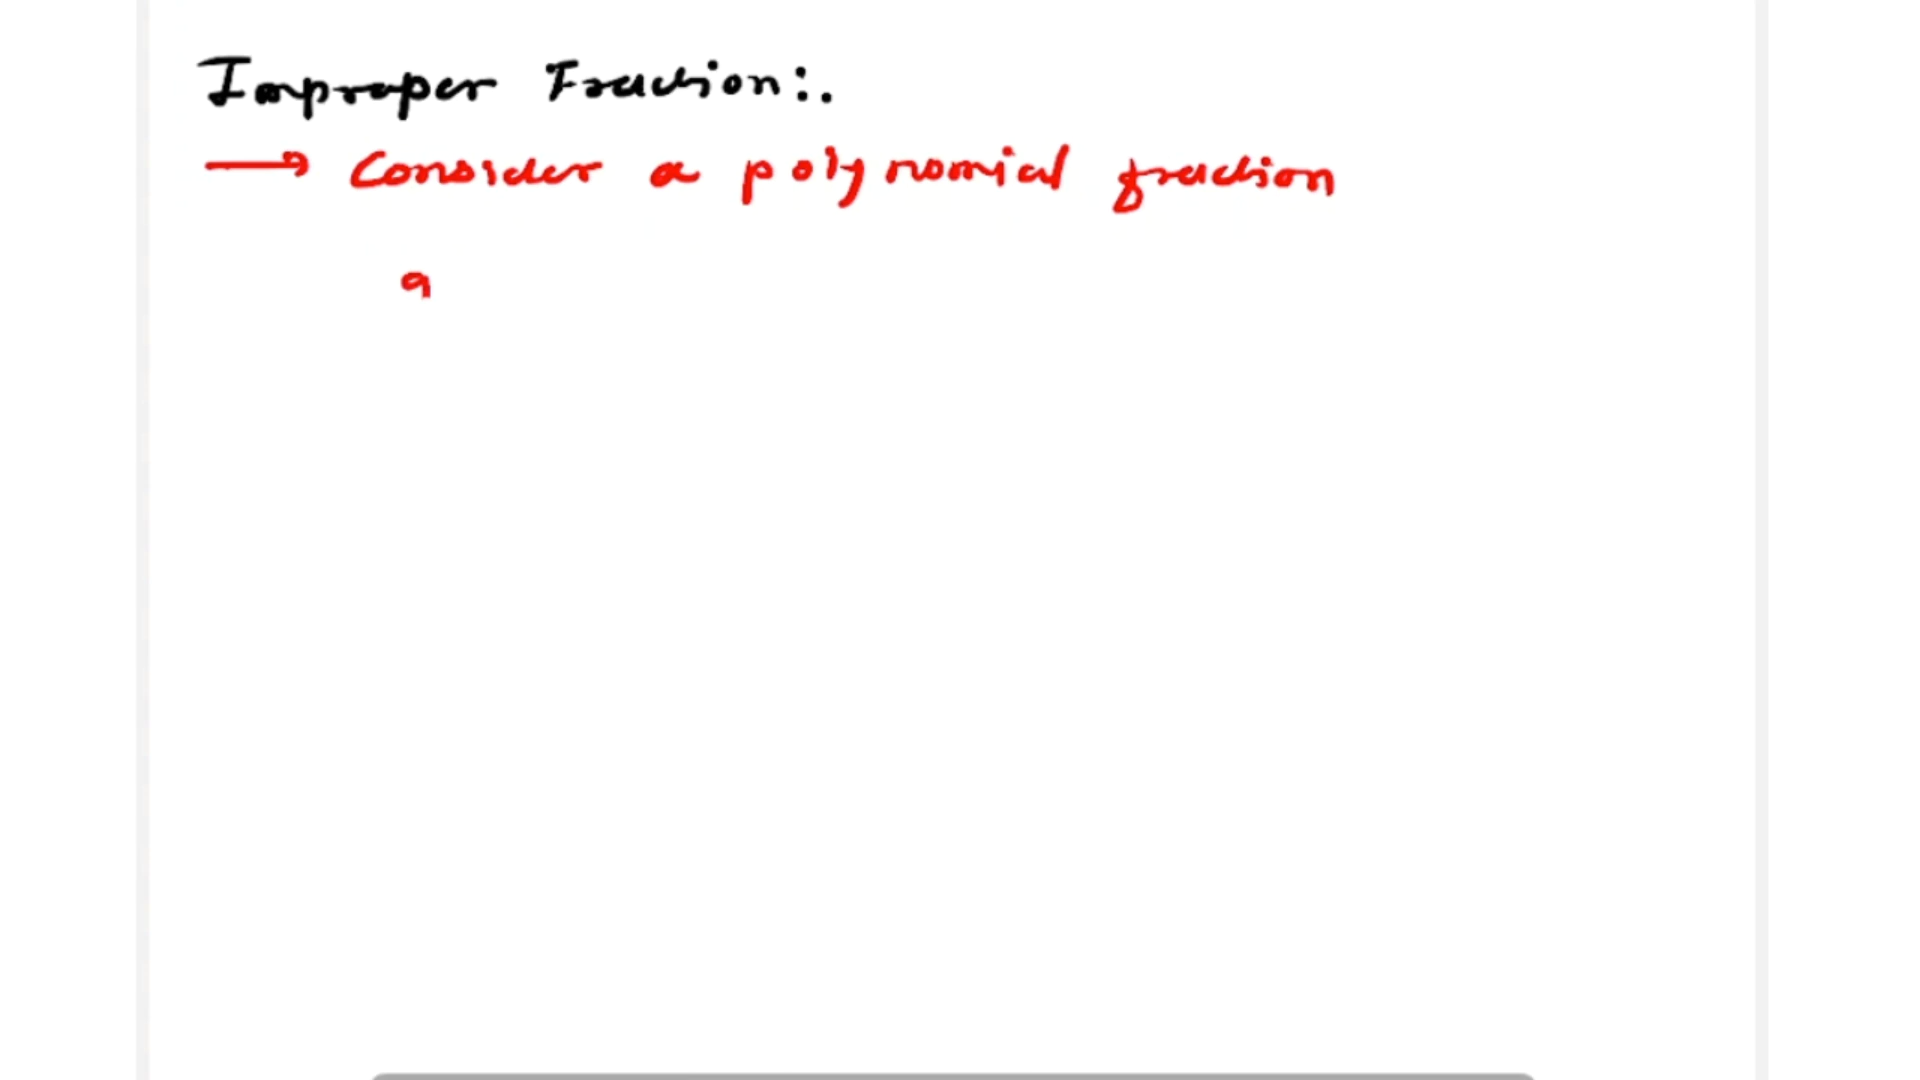 Improper Fraction:.
→ Consider a polynomial fraction
a